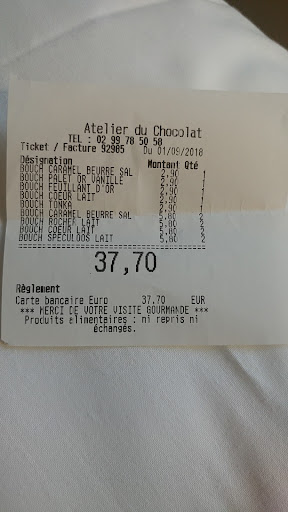 Atelier du Chocolat
TEL : 02 99 78 50 58
Ticket / Facture 92905 Du 01/09/2018
Désignation Montant Qté
BOUCH CARAMEL BEURRE SAL 2,90 1
BOUCH PALET OR VANILLE 2,90 1
BOUCH FEUILLANT D'OR 2,90 1
BOUCH COEUR LAIT 2,90 1
BOUCH TONKA 2,90 1
BOUCH CARAMEL BEURRE SAL 5,80 2
BOUCH ROCHER LAIT 5,80 2
BOUCH COEUR LAIT 5,80 2
BOUCH SPECULOOS LAIT 5,80 2
37,70
Règlement
Carte bancaire Euro 37.70 EUR
*** MERCI DE VOTRE VISITE GOURMANDE ***
Produits alimentaires : ni repris ni
échangés.